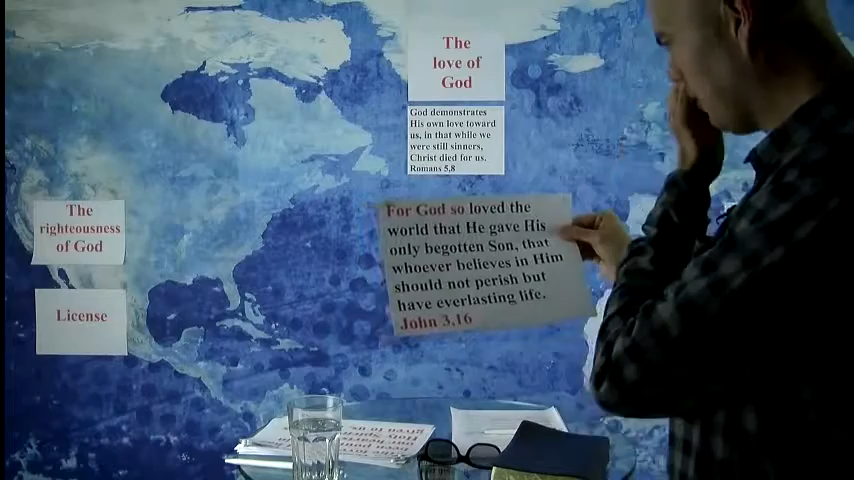 The
love of
God
God demonstrates
His own love toward
us, in that while we
were still sinners,
Christ died for us.
Romans 5,8
The
righteousness
of God
License
For God so loved the
world that He gave His
only begotten Son, that
whoever believes in Him
should not perish but
have everlasting life.
John 3,16